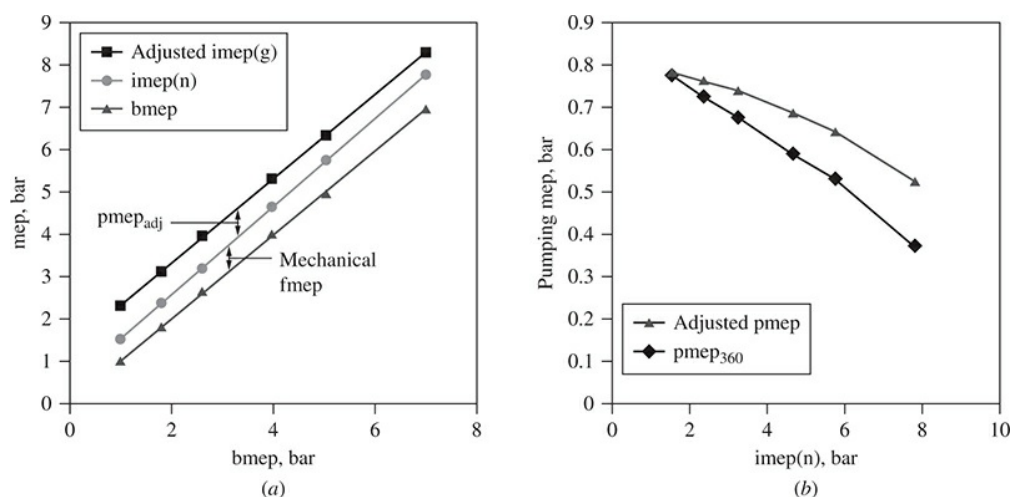 9
8
7
6
5
4
3
2
1
0
mep, bar
Adjusted imep(g)
imep(n)
bmep
pmep_adj
Mechanical
fmep
0 2 4 6 8
bmep, bar
(a)
0.9
0.8
0.7
0.6
0.5
0.4
0.3
0.2
0.1
0
Pumping mep, bar
Adjusted pmep
pmep_360
0 2 4 6 8 10
imep(n), bar
(b)